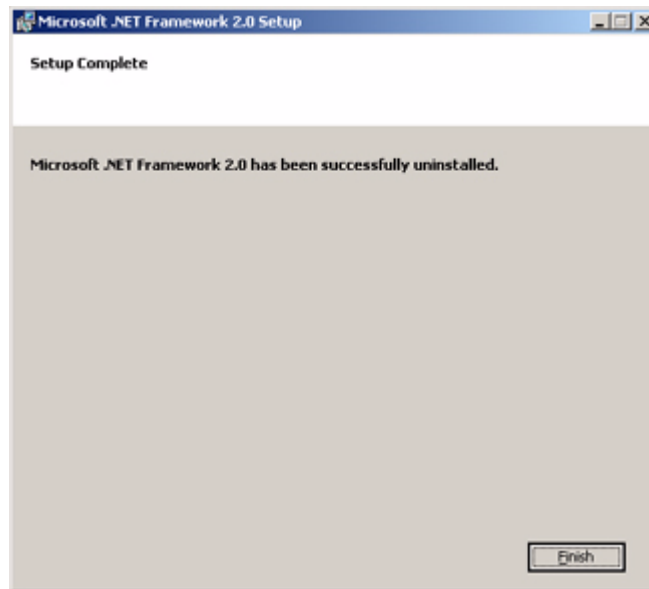 Microsoft .NET Framework 2.0 Setup
Setup Complete
Microsoft .NET Framework 2.0 has been successfully uninstalled.
Finish